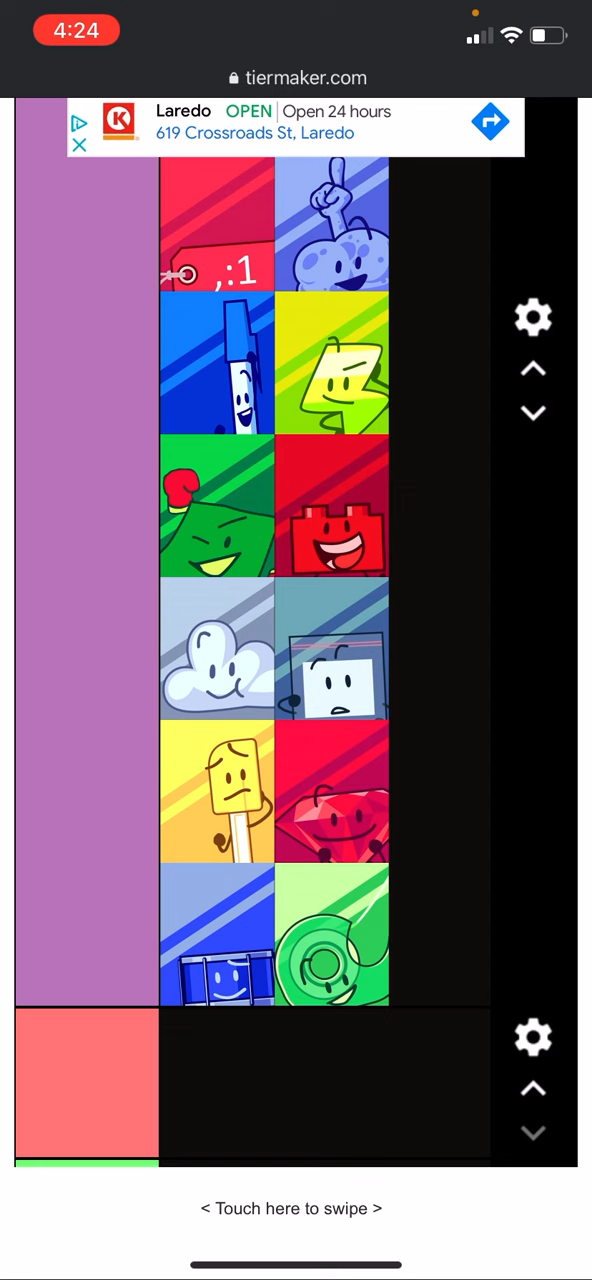 4:24
tiermaker.com
Laredo OPEN Open 24 hours
619 Crossroads St, Laredo
,:1
< Touch here to swipe >